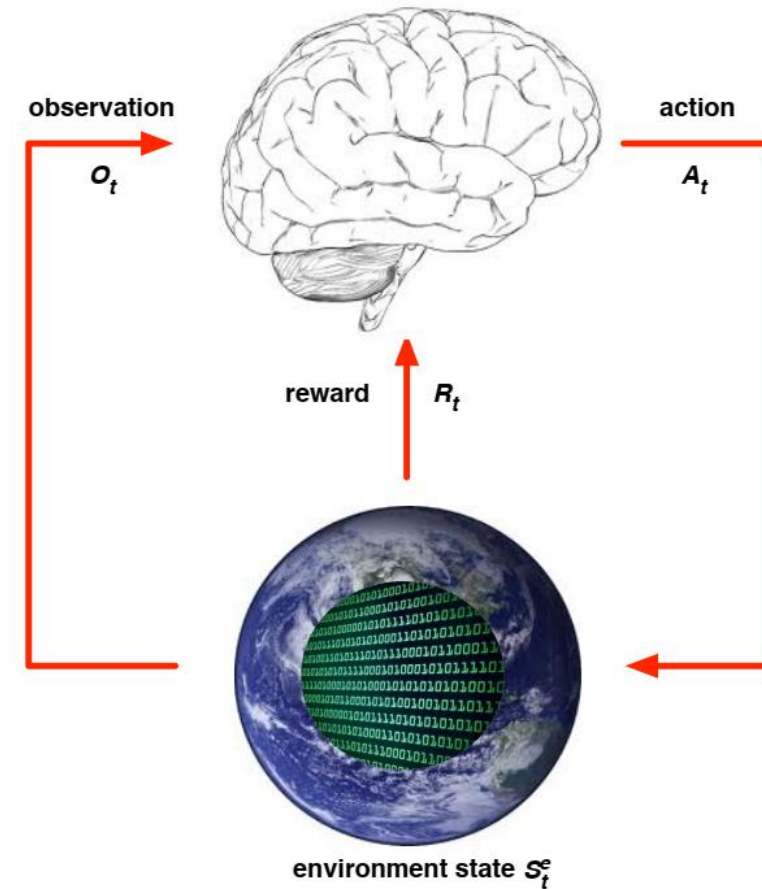 observation
action
O_t
A_t
reward
R_t
environment state S_t^e